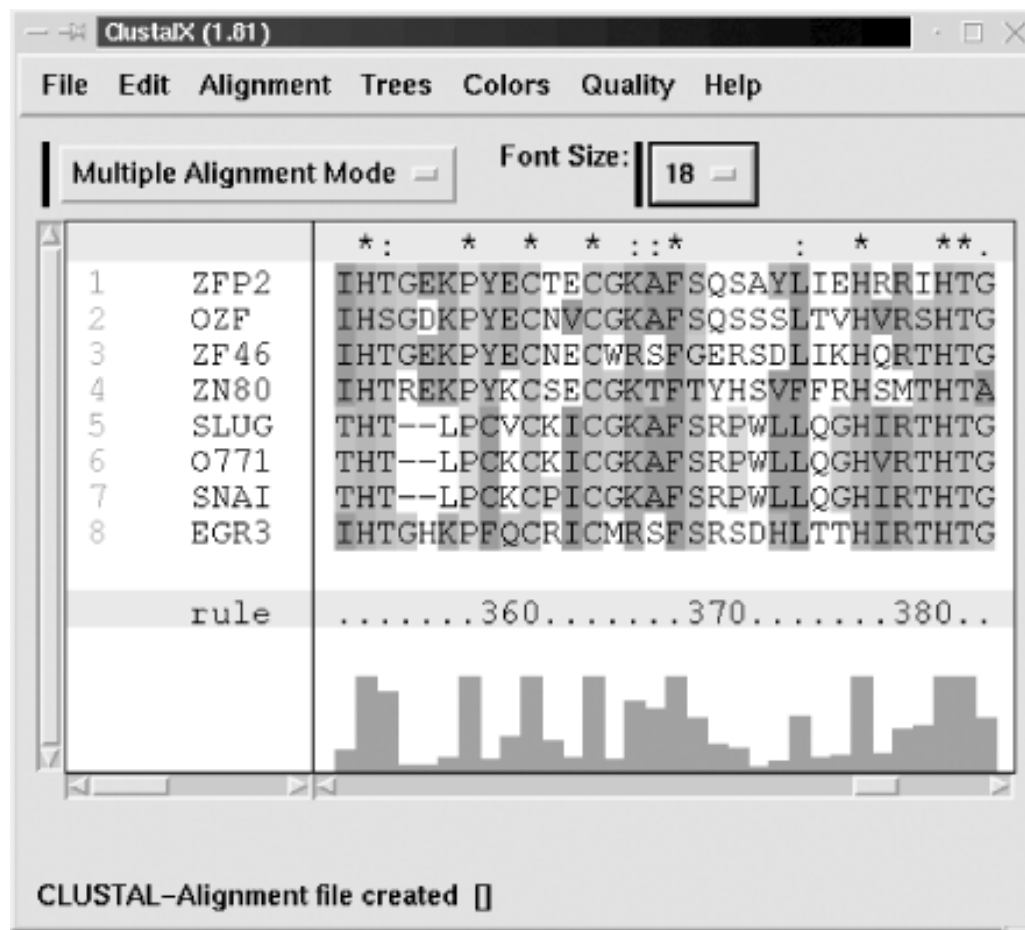 ClustalX (1.81)
File Edit Alignment Trees Colors Quality Help
Multiple Alignment Mode Font Size: 18
*: * * * ::* : * **.
1 ZFP2 IHTGEKPYECTECGKAFSQSAYLIEHRRIHTG
2 OZF IHSGDKPYECNVCGKAFSQSSSLTVHVRSHTG
3 ZF46 IHTGEKPYECNECWRSFGERSDLIKHQRTHTG
4 ZN80 IHTREKPYKCSECGKTFTYHSVFFRHSMTHTA
5 SLUG THT--LPCVCKICGKAFSRPWLLQGHIRTHTG
6 O771 THT--LPCKCKICGKAFSRPWLLQGHVRTHTG
7 SNAI THT--LPCKCPICGKAFSRPWLLQGHIRTHTG
8 EGR3 IHTGHKPFQCRICMRSFSRSDHLTTHIRTHTG
rule .......360.......370.......380..
CLUSTAL-Alignment file created []